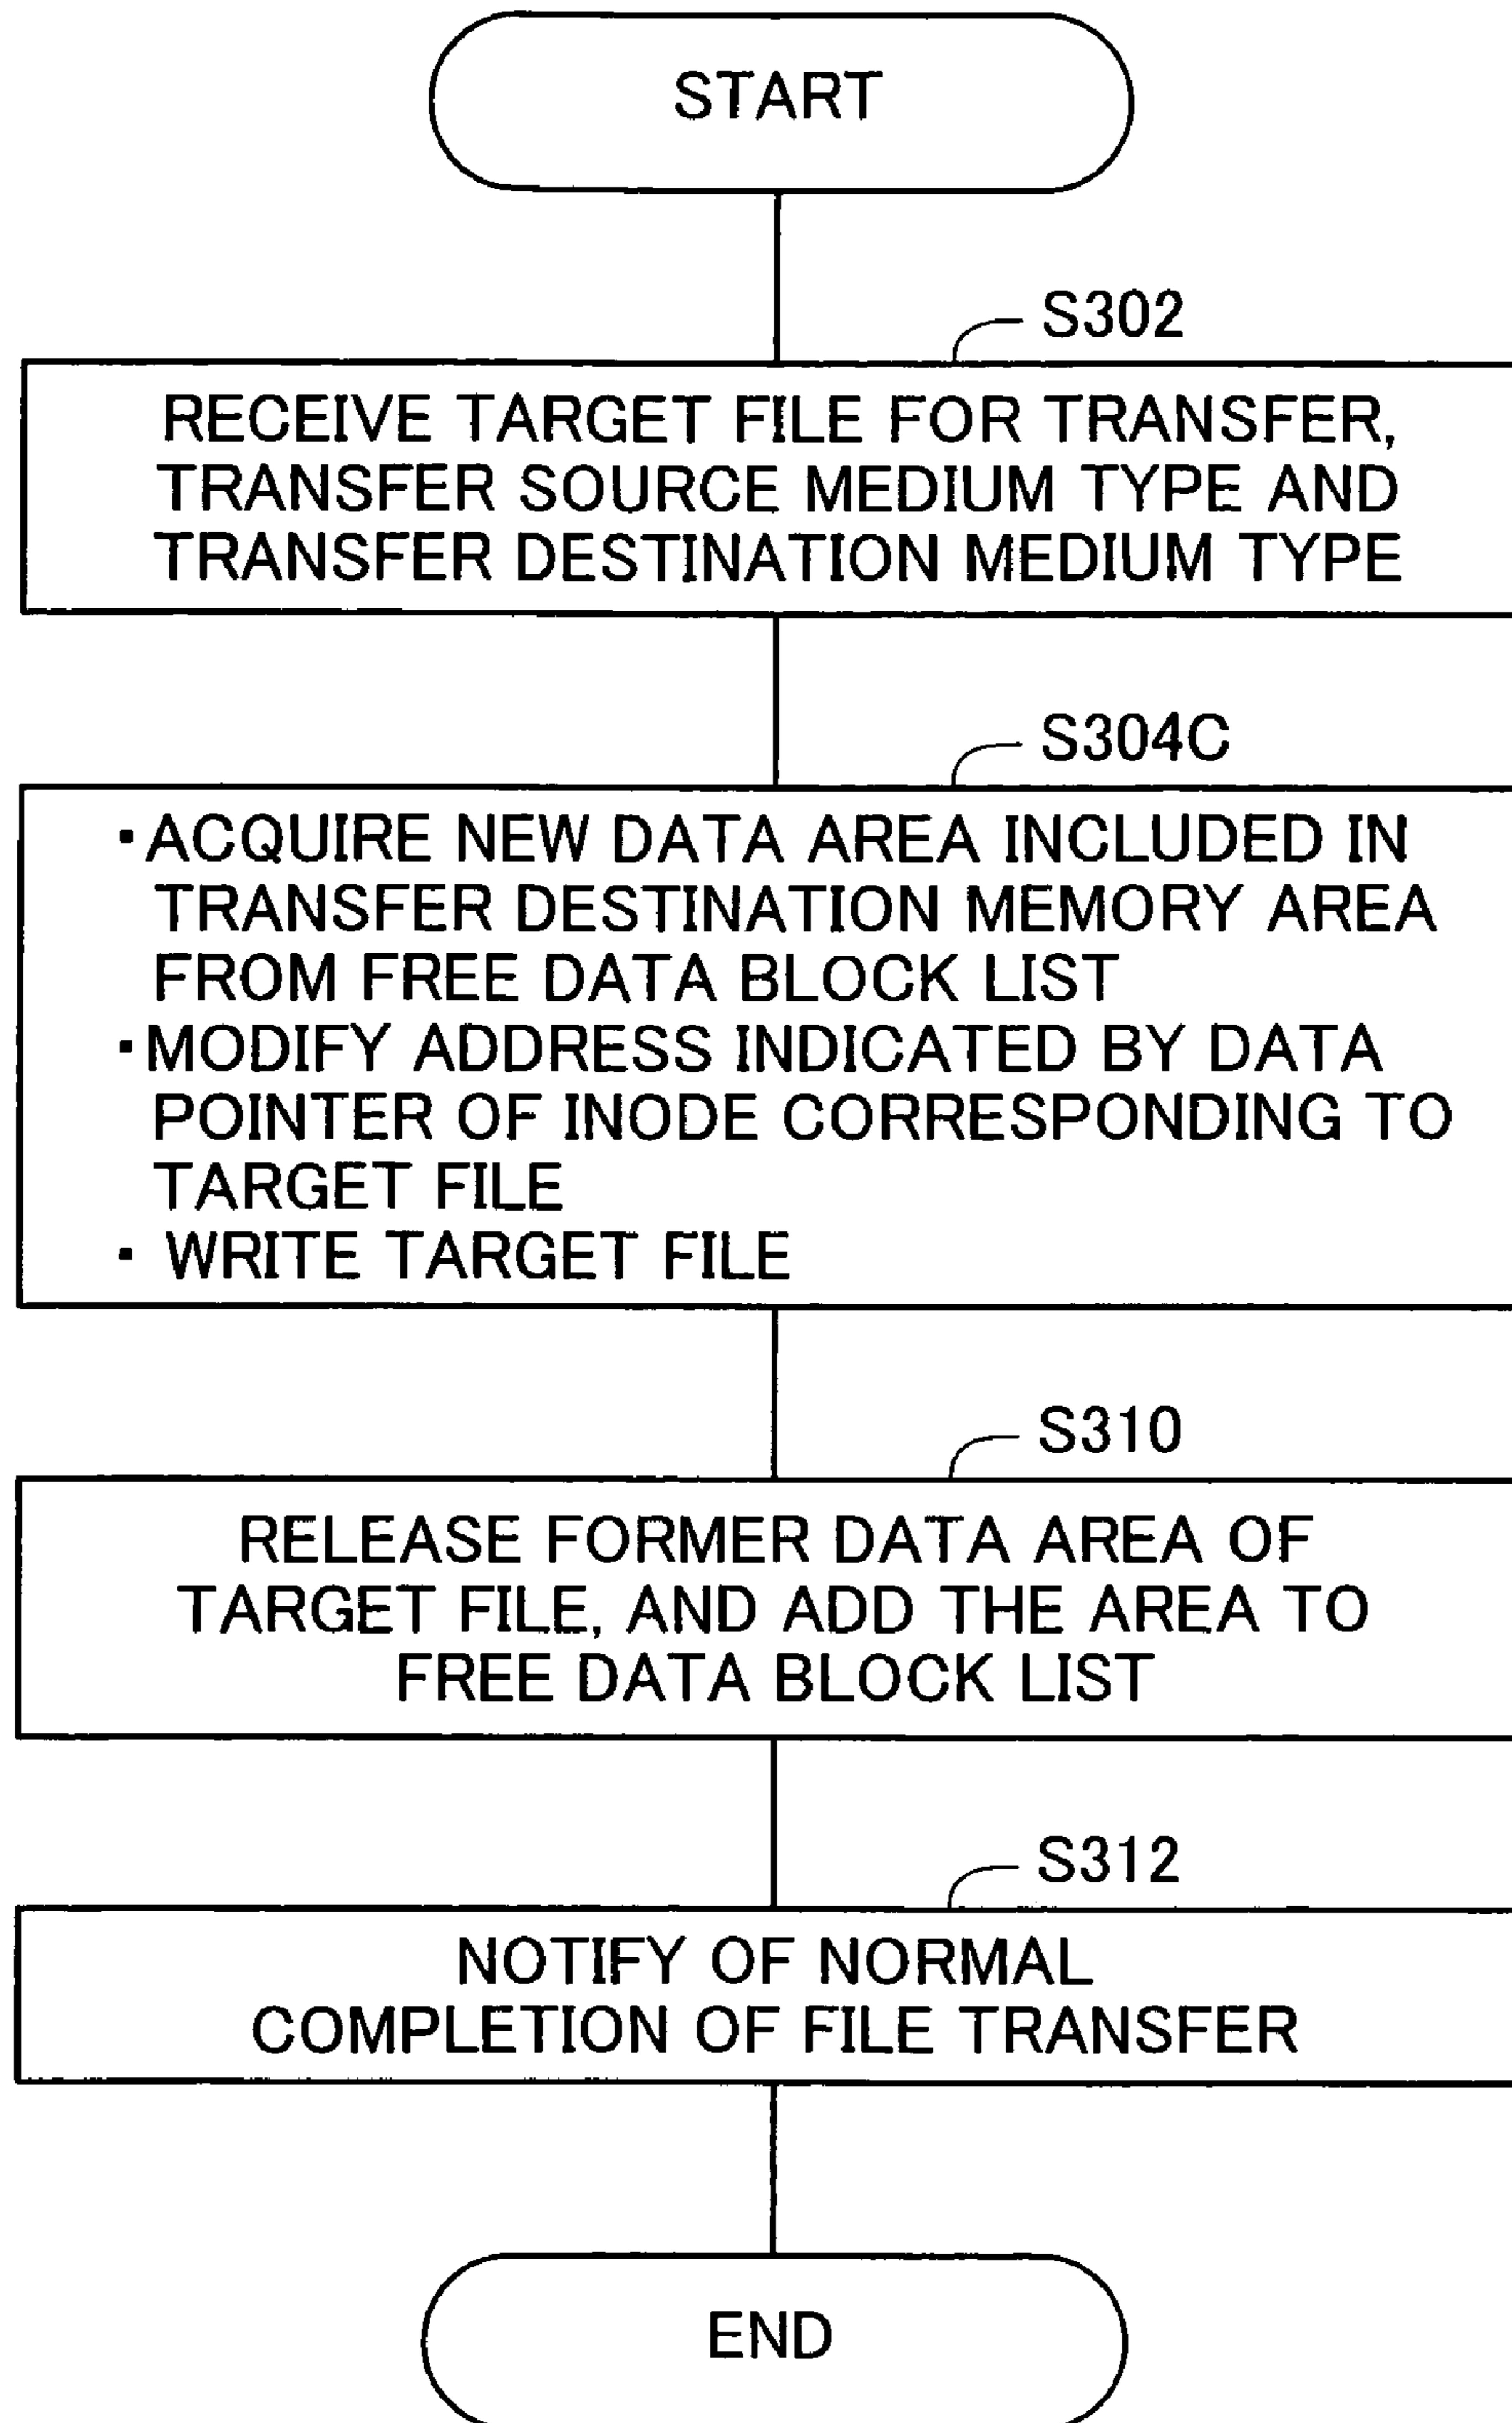 START
S302
RECEIVE TARGET FILE FOR TRANSFER,
TRANSFER SOURCE MEDIUM TYPE AND
TRANSFER DESTINATION MEDIUM TYPE
S304C
・ACQUIRE NEW DATA AREA INCLUDED IN
TRANSFER DESTINATION MEMORY AREA
FROM FREE DATA BLOCK LIST
・MODIFY ADDRESS INDICATED BY DATA
POINTER OF INODE CORRESPONDING TO
TARGET FILE
・ WRITE TARGET FILE
S310
RELEASE FORMER DATA AREA OF
TARGET FILE, AND ADD THE AREA TO
FREE DATA BLOCK LIST
S312
NOTIFY OF NORMAL
COMPLETION OF FILE TRANSFER
END